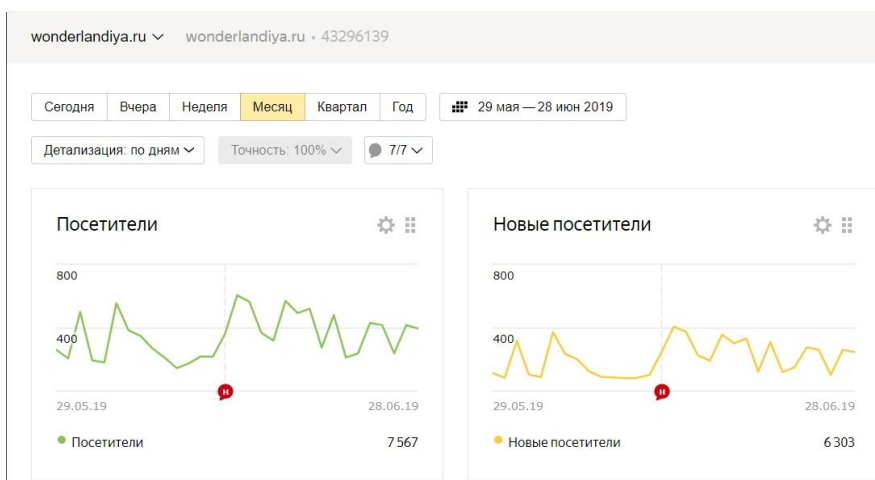 wonderlandiya.ru wonderlandiya.ru • 43296139
Сегодня Вчера Неделя Месяц Квартал Год 29 мая — 28 июн 2019
Детализация: по дням Точность: 100% 7/7
Посетители
800
400
Н
29.05.19 28.06.19
Посетители 7 567
Новые посетители
800
400
Н
29.05.19 28.06.19
Новые посетители 6 303